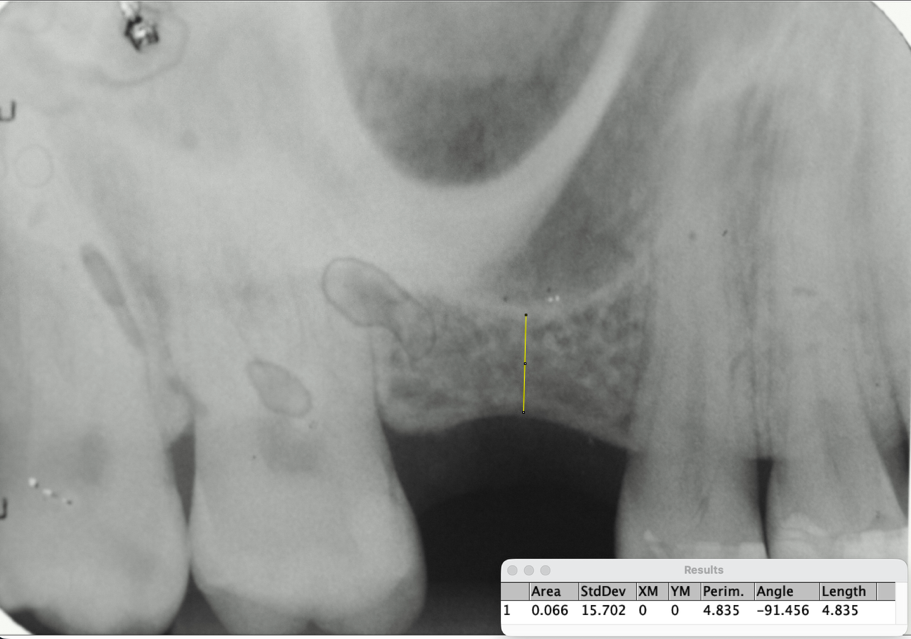 Results
Area StdDev XM YM Perim. Angle Length
1 0.066 15.702 0 0 4.835 −91.456 4.835